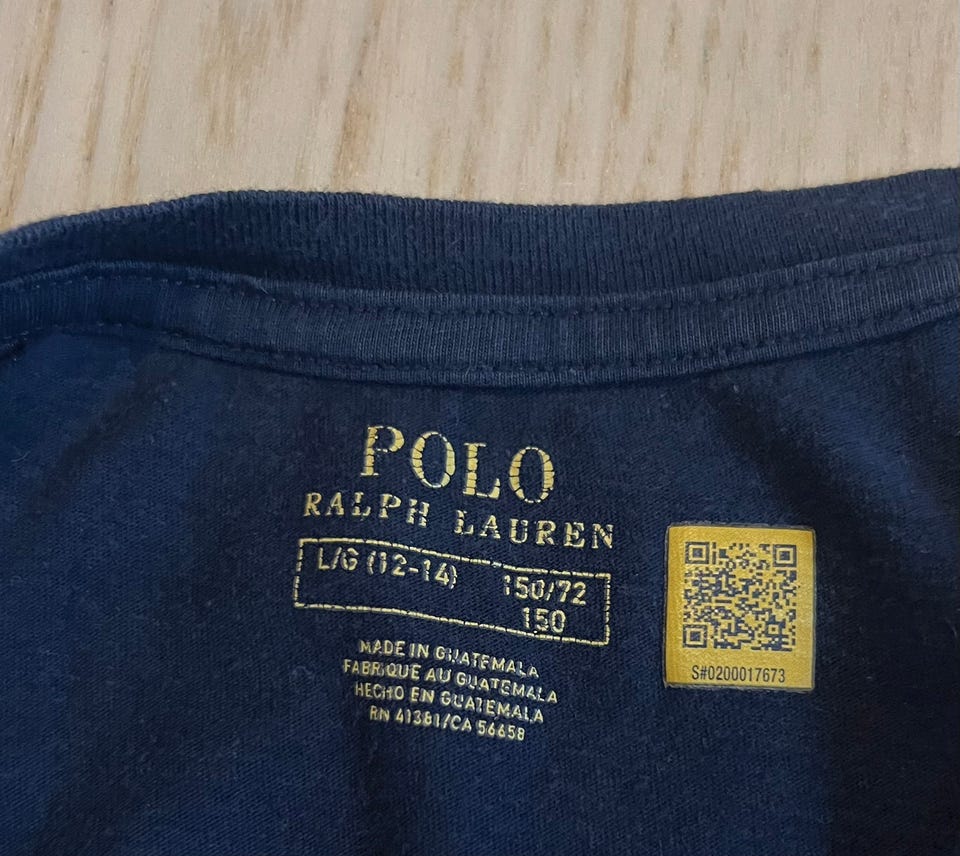 POLO
RALPH LAUREN
L/G (12-14) 150/72
150
MADE IN GUATEMALA
FABRIQUE AU GUATEMALA
HECHO EN GUATEMALA
RN 41381/CA 56658
S#0200017673